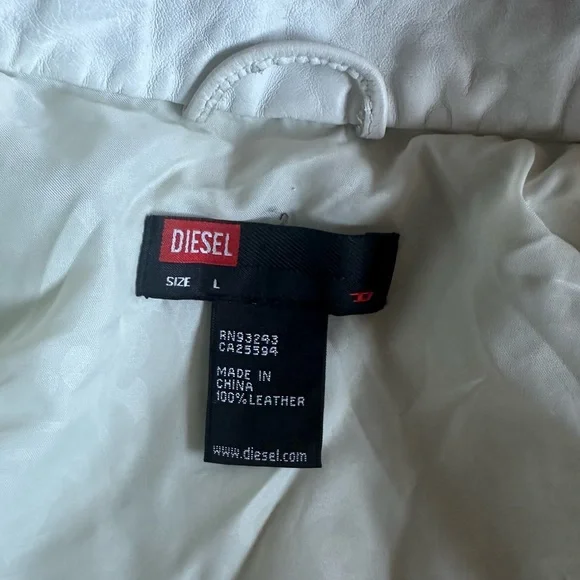 DIESEL
SIZE L
RN93243
CA25594
MADE IN
CHINA
100% LEATHER
www.diesel.com